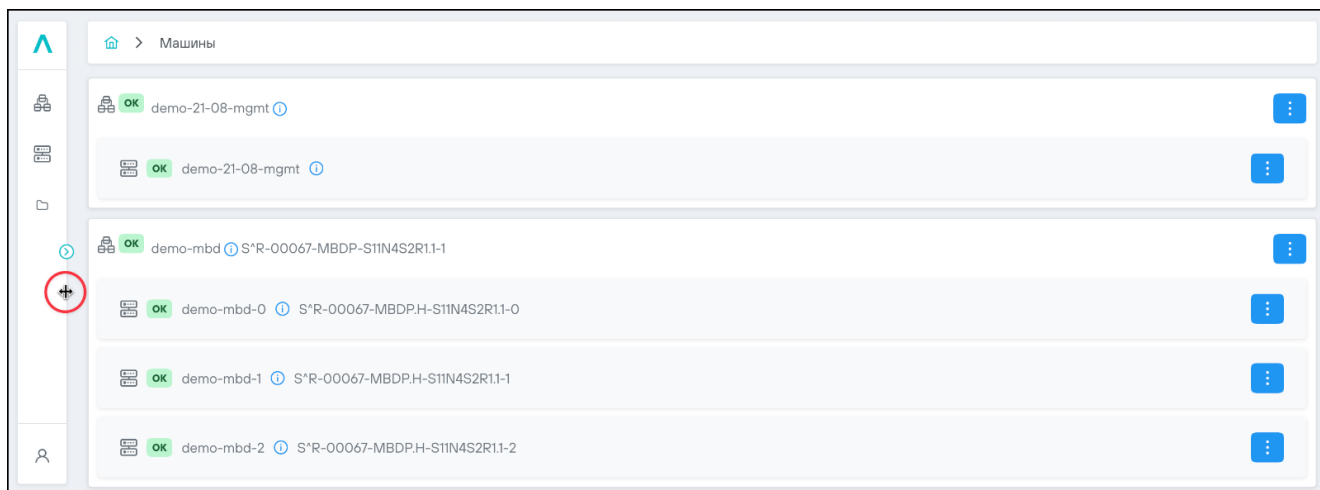 Машины
OK demo-21-08-mgmt
OK demo-21-08-mgmt
OK demo-mbd S^R-00067-MBDP-S11N4S2R1.1-1
OK demo-mbd-0 S^R-00067-MBDP.H-S11N4S2R1.1-0
OK demo-mbd-1 S^R-00067-MBDP.H-S11N4S2R1.1-1
OK demo-mbd-2 S^R-00067-MBDP.H-S11N4S2R1.1-2